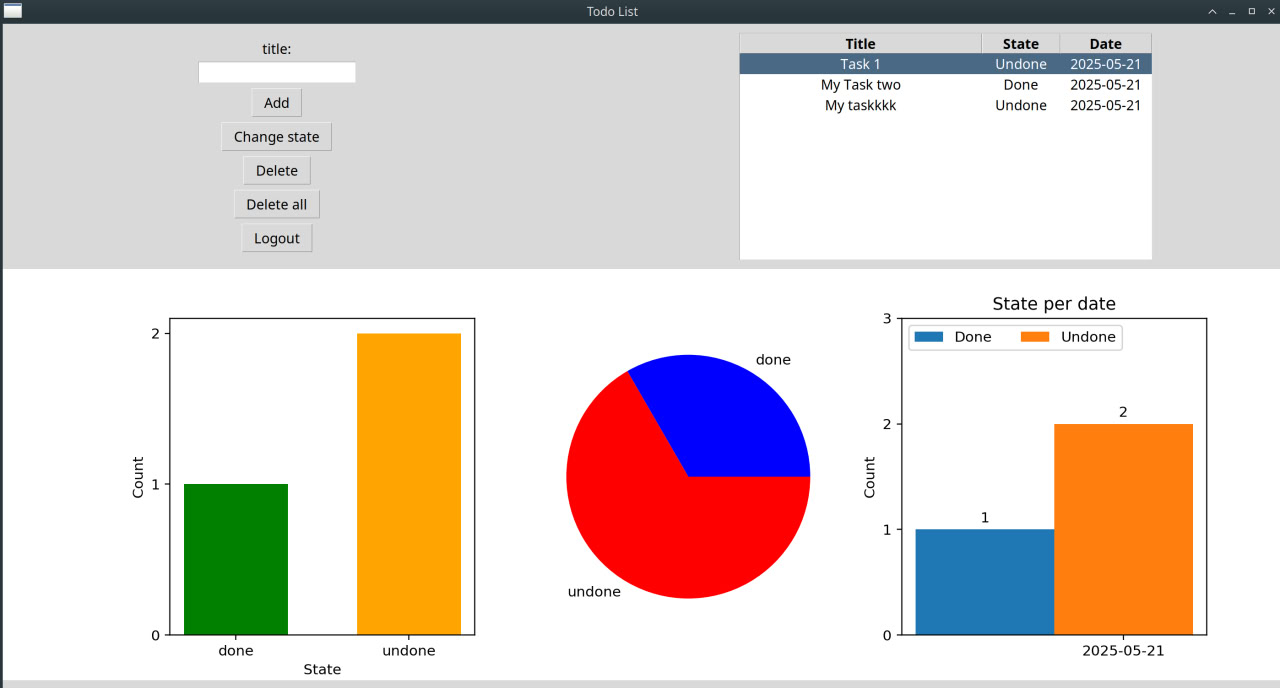 Todo List
title:
Add
Change state
Delete
Delete all
Logout
Title State Date
Task 1 Undone 2025-05-21
My Task two Done 2025-05-21
My taskkkk Undone 2025-05-21
2
1
0
Count
done undone
State
done
undone
State per date
Done Undone
3
2
1
0
Count
1
2
2025-05-21